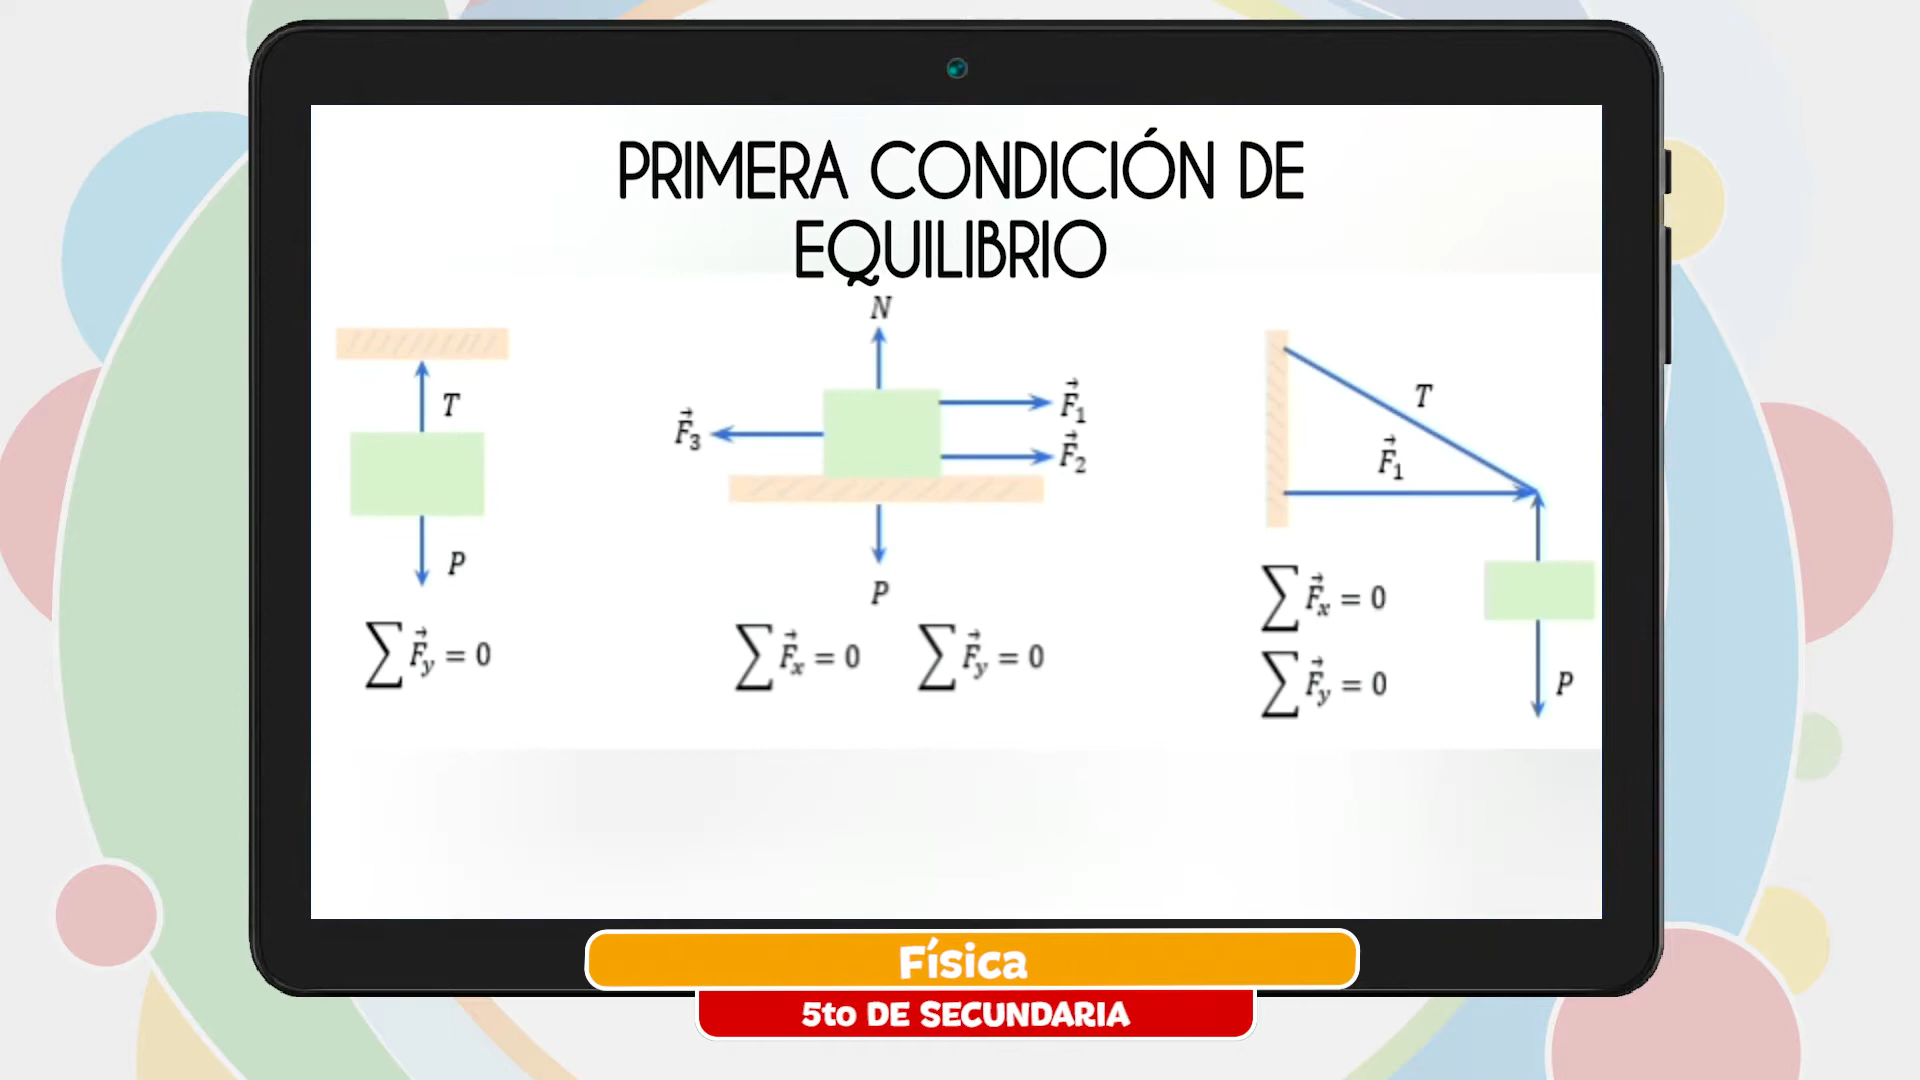 PRIMERA CONDICIÓN DE
EQUILIBRIO
T
P
∑ F⃗y = 0
N
F⃗1
F⃗3
F⃗2
P
∑ F⃗x = 0   ∑ F⃗y = 0
T
F⃗1
∑ F⃗x = 0
∑ F⃗y = 0
P
Física
5to DE SECUNDARIA